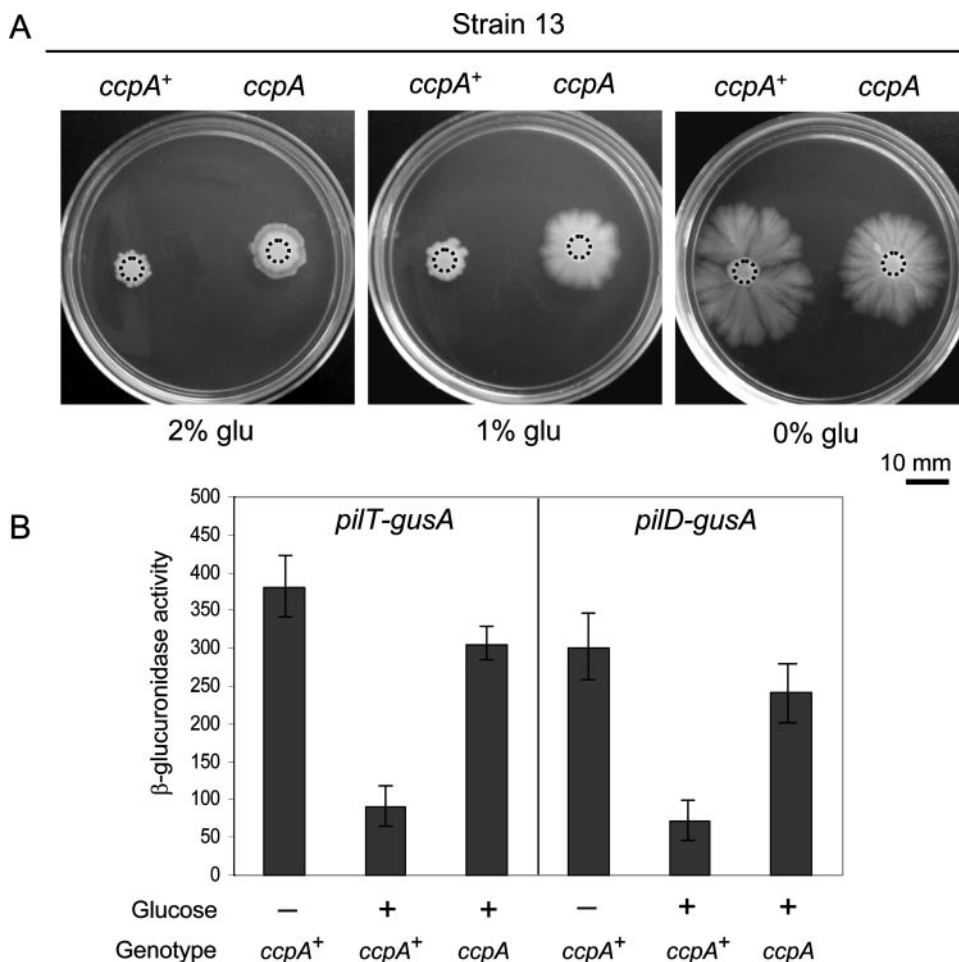 A
Strain 13
ccpA⁺ ccpA ccpA⁺ ccpA ccpA⁺ ccpA
2% glu 1% glu 0% glu
10 mm
B
β-glucuronidase activity
500
450
400
350
300
250
200
150
100
50
0
pilT-gusA pilD-gusA
Glucose – + + – + +
Genotype ccpA⁺ ccpA⁺ ccpA ccpA⁺ ccpA⁺ ccpA